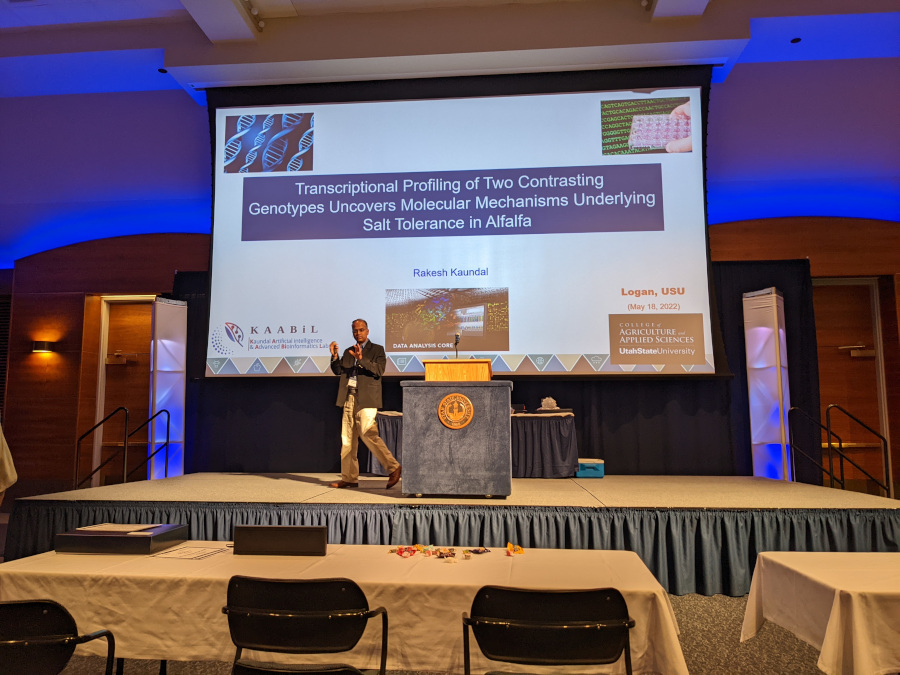 Transcriptional Profiling of Two Contrasting
Genotypes Uncovers Molecular Mechanisms Underlying
Salt Tolerance in Alfalfa
Rakesh Kaundal
Logan, USU
(May 18, 2022)
KAABiL
Kaundal Artificial Intelligence
& Advanced Bioinformatics Lab
DATA ANALYSIS CORE
COLLEGE of
AGRICULTURE and
APPLIED SCIENCES
UtahStateUniversity